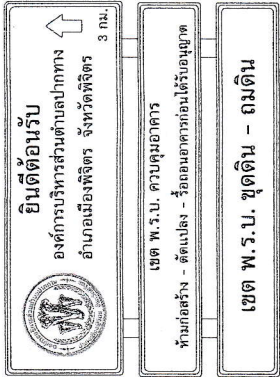 ยินดีต้อนรับ
องค์การบริหารส่วนตำบลปากทาง
อำเภอเมืองพิจิตร จังหวัดพิจิตร
3 กม.
เขต พ.ร.บ. ควบคุมอาคาร
ห้ามก่อสร้าง - ดัดแปลง - รื้อถอนอาคารก่อนได้รับอนุญาต
เขต พ.ร.บ. ขุดดิน - ถมดิน